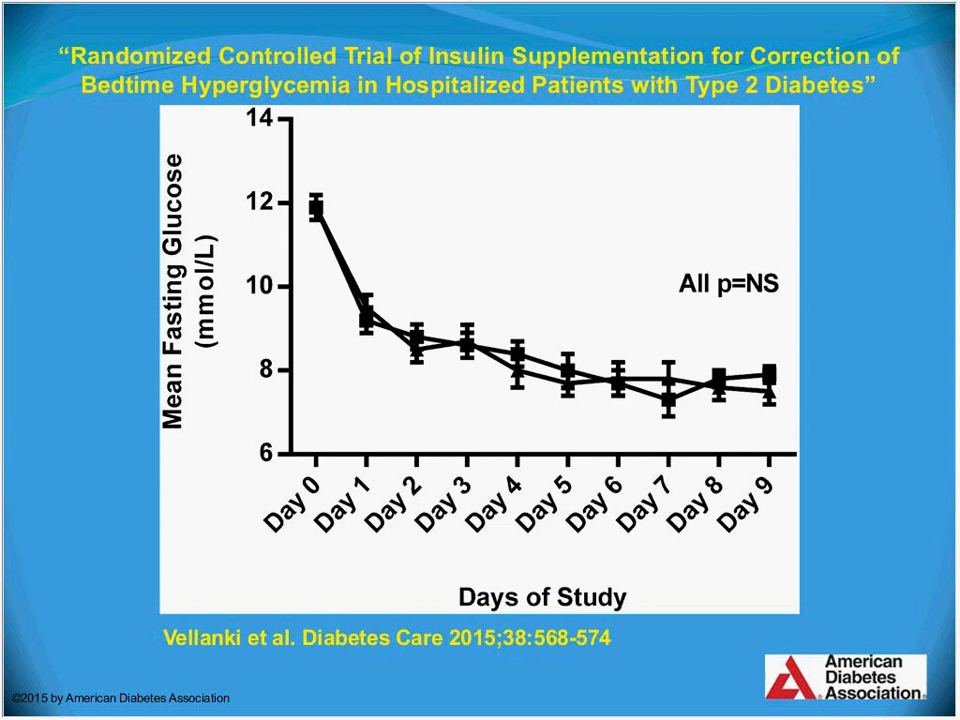 “Randomized Controlled Trial of Insulin Supplementation for Correction of
Bedtime Hyperglycemia in Hospitalized Patients with Type 2 Diabetes”
Mean Fasting Glucose
(mmol/L)
14
12
10
8
6
All p=NS
Day 0
Day 1
Day 2
Day 3
Day 4
Day 5
Day 6
Day 7
Day 8
Day 9
Days of Study
Vellanki et al. Diabetes Care 2015;38:568-574
American
Diabetes
Association®
©2015 by American Diabetes Association